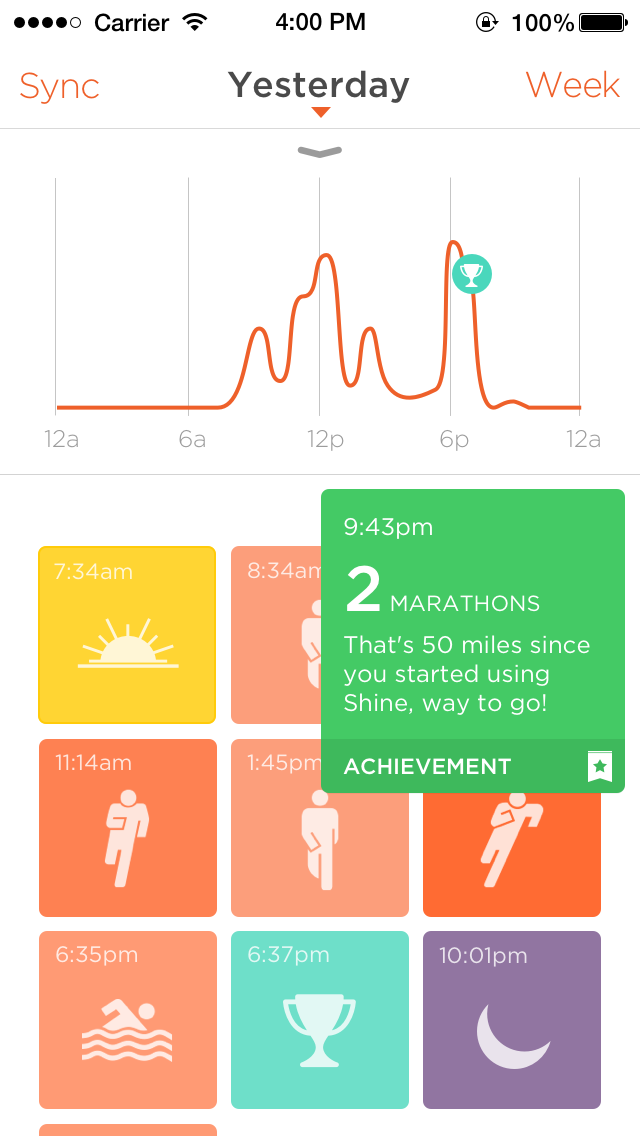 Carrier 4:00 PM 100%
Sync Yesterday Week
12a 6a 12p 6p 12a
9:43pm
2 MARATHONS
That's 50 miles since
you started using
Shine, way to go!
ACHIEVEMENT
7:34am 8:34am
11:14am 1:45pm
6:35pm 6:37pm 10:01pm